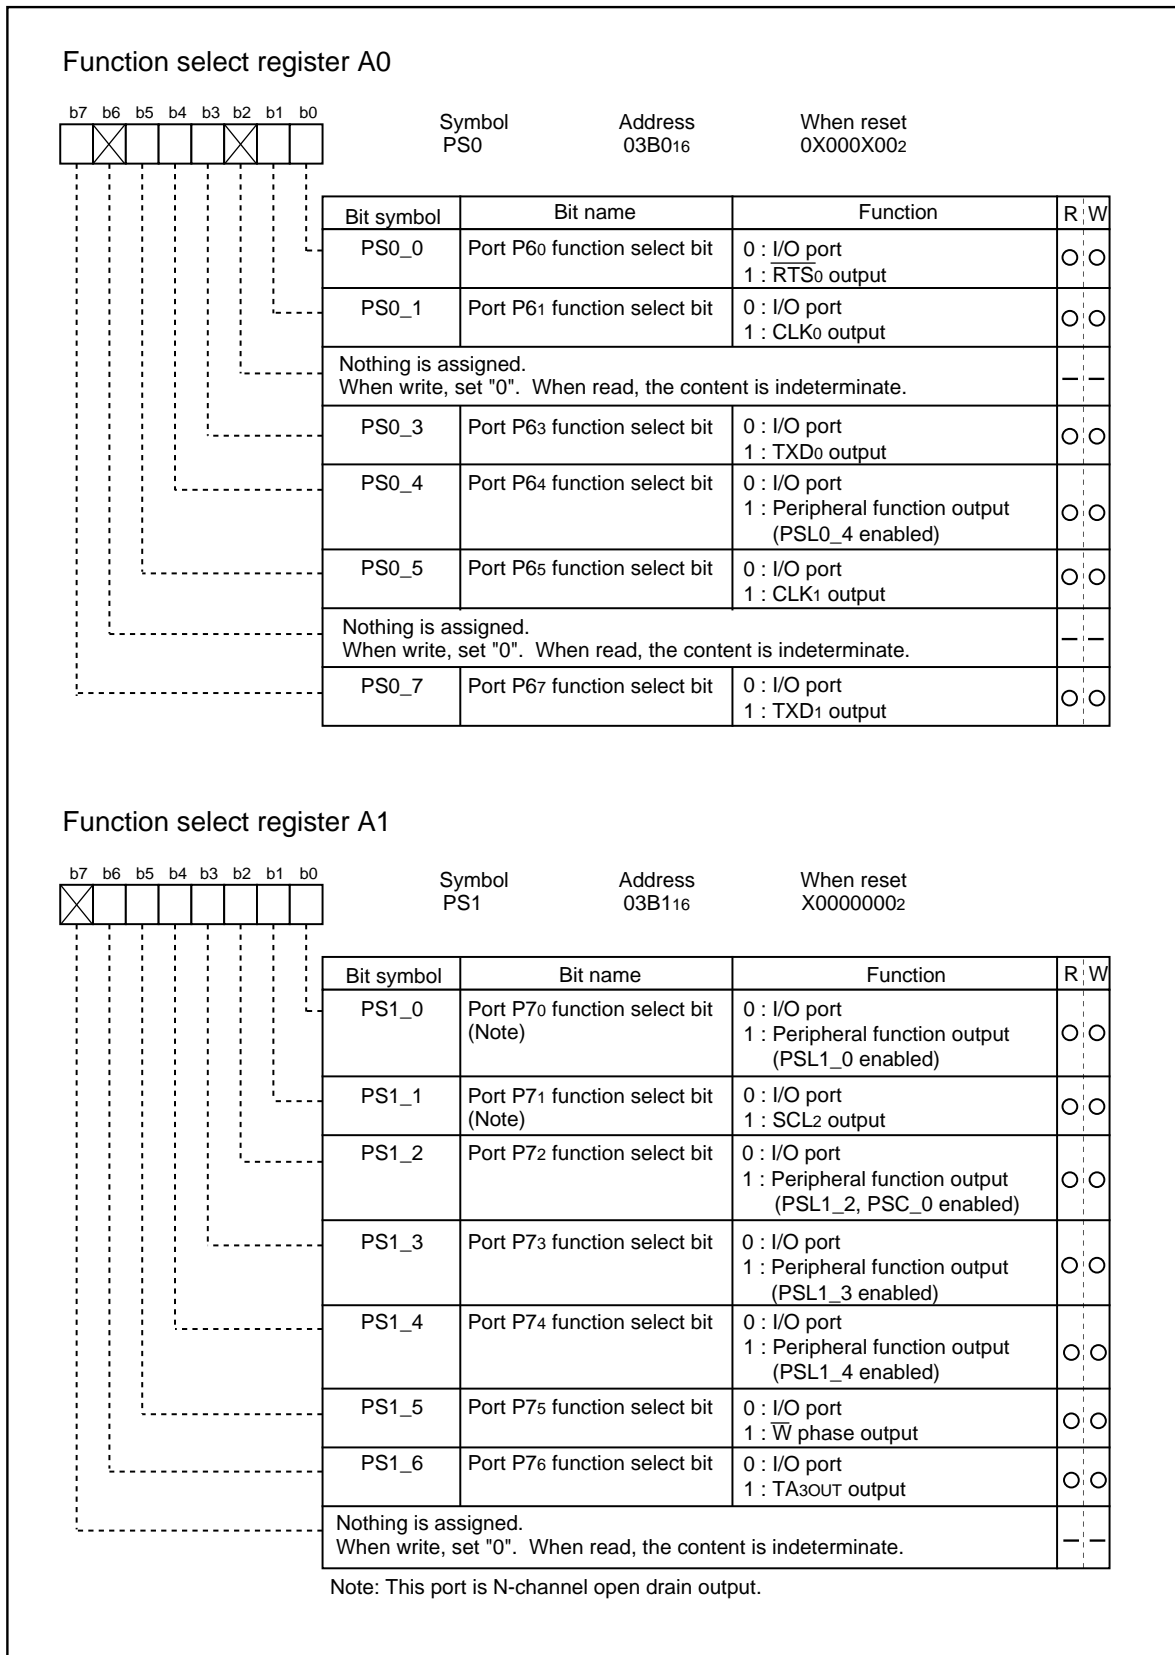 Function select register A0
b7 b6 b5 b4 b3 b2 b1 b0
Symbol Address When reset
PS0 03B016 0X000X002
Bit symbol Bit name Function R W
PS0_0 Port P60 function select bit 0 : I/O port
1 : RTS0 output
PS0_1 Port P61 function select bit 0 : I/O port
1 : CLK0 output
Nothing is assigned.
When write, set "0". When read, the content is indeterminate.
PS0_3 Port P63 function select bit 0 : I/O port
1 : TXD0 output
PS0_4 Port P64 function select bit 0 : I/O port
1 : Peripheral function output
(PSL0_4 enabled)
PS0_5 Port P65 function select bit 0 : I/O port
1 : CLK1 output
Nothing is assigned.
When write, set "0". When read, the content is indeterminate.
PS0_7 Port P67 function select bit 0 : I/O port
1 : TXD1 output
Function select register A1
b7 b6 b5 b4 b3 b2 b1 b0
Symbol Address When reset
PS1 03B116 X00000002
Bit symbol Bit name Function R W
PS1_0 Port P70 function select bit 0 : I/O port
(Note) 1 : Peripheral function output
(PSL1_0 enabled)
PS1_1 Port P71 function select bit 0 : I/O port
(Note) 1 : SCL2 output
PS1_2 Port P72 function select bit 0 : I/O port
1 : Peripheral function output
(PSL1_2, PSC_0 enabled)
PS1_3 Port P73 function select bit 0 : I/O port
1 : Peripheral function output
(PSL1_3 enabled)
PS1_4 Port P74 function select bit 0 : I/O port
1 : Peripheral function output
(PSL1_4 enabled)
PS1_5 Port P75 function select bit 0 : I/O port
1 : W phase output
PS1_6 Port P76 function select bit 0 : I/O port
1 : TA3OUT output
Nothing is assigned.
When write, set "0". When read, the content is indeterminate.
Note: This port is N-channel open drain output.